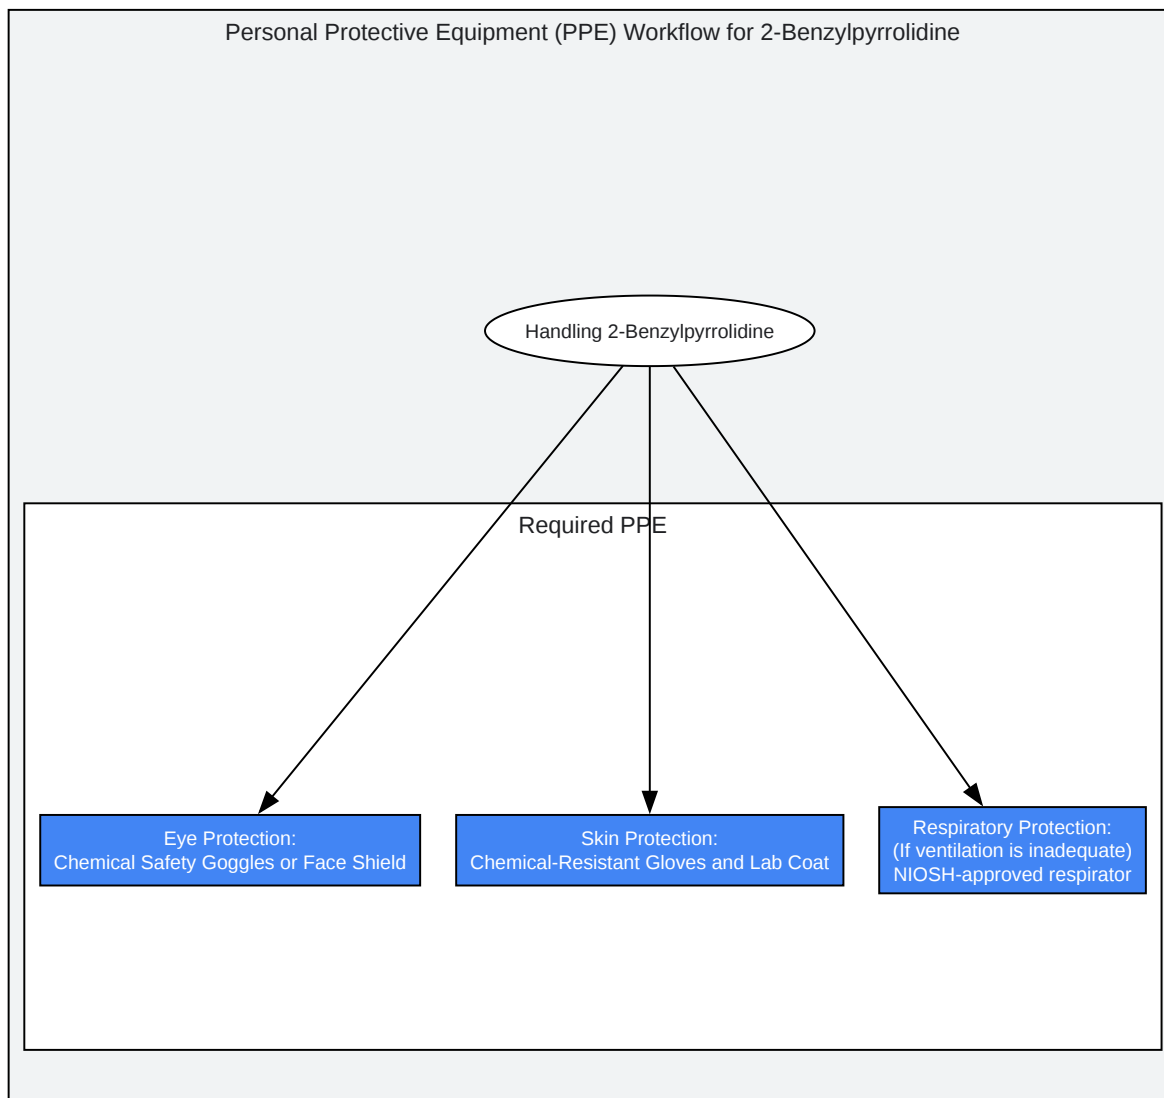 Personal Protective Equipment (PPE) Workflow for 2-Benzylpyrrolidine
Handling 2-Benzylpyrrolidine
Required PPE
Eye Protection:
Chemical Safety Goggles or Face Shield
Skin Protection:
Chemical-Resistant Gloves and Lab Coat
Respiratory Protection:
(If ventilation is inadequate)
NIOSH-approved respirator